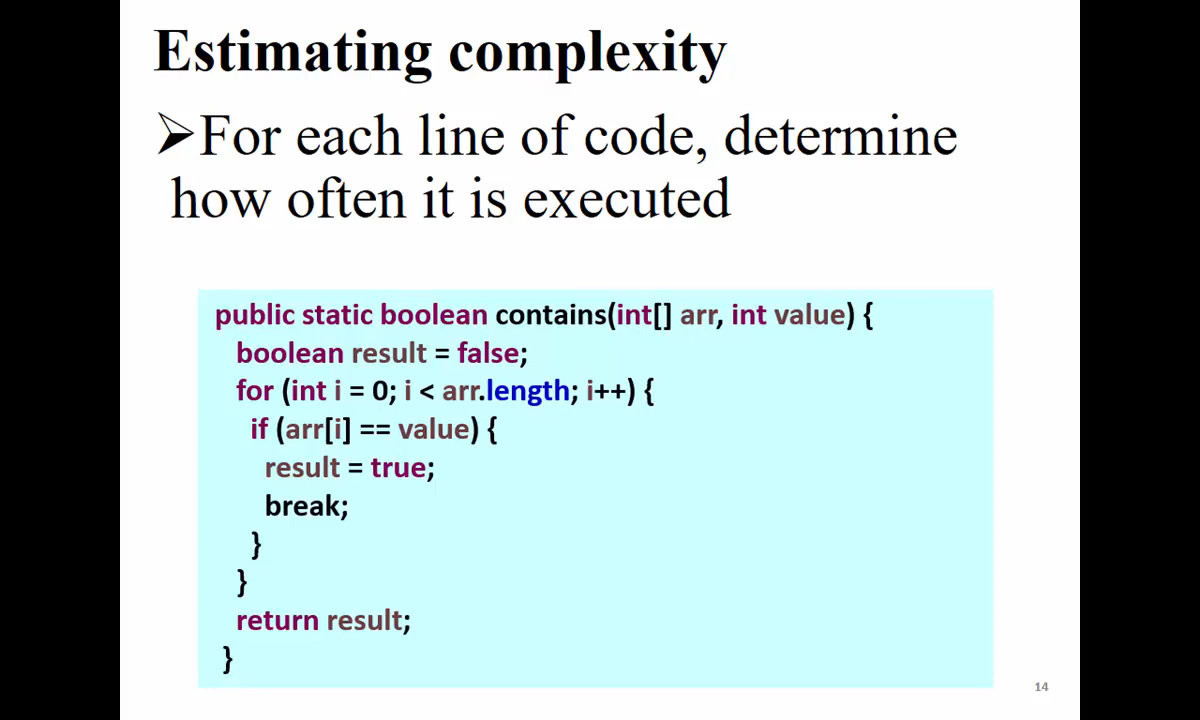 Estimating complexity
➢For each line of code, determine
how often it is executed
public static boolean contains(int[] arr, int value) {
boolean result = false;
for (int i = 0; i < arr.length; i++) {
if (arr[i] == value) {
result = true;
break;
}
}
return result;
}
14